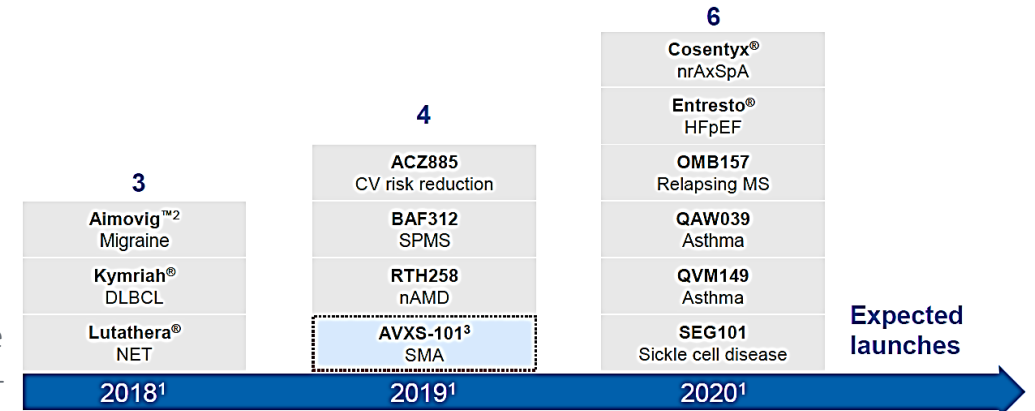 3
Aimovig™²
Migraine
Kymriah®
DLBCL
Lutathera®
NET
2018¹
4
ACZ885
CV risk reduction
BAF312
SPMS
RTH258
nAMD
AVXS-101³
SMA
2019¹
6
Cosentyx®
nrAxSpA
Entresto®
HFpEF
OMB157
Relapsing MS
QAW039
Asthma
QVM149
Asthma
SEG101
Sickle cell disease
2020¹
Expected
launches